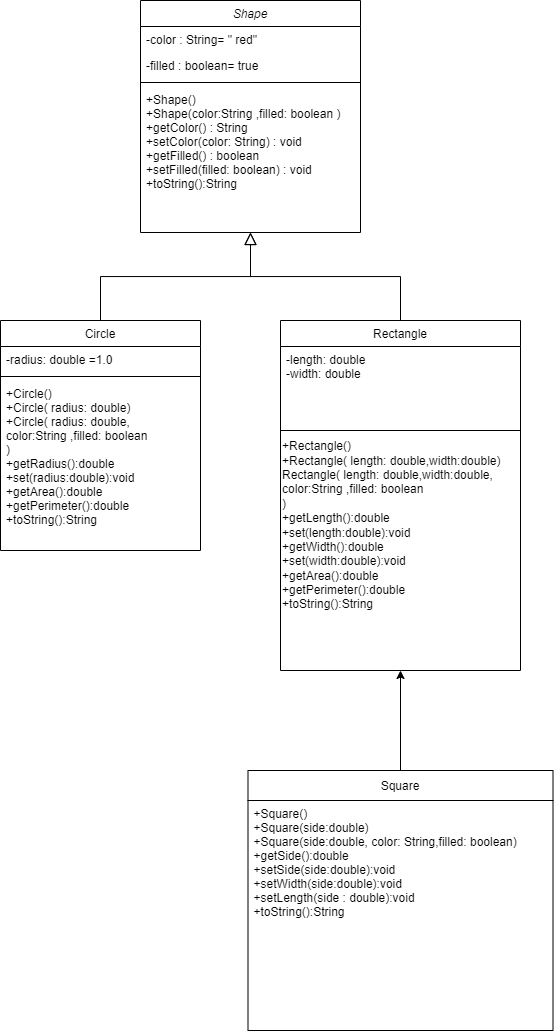 Shape
-color : String= " red"
-filled : boolean= true
+Shape()
+Shape(color:String ,filled: boolean )
+getColor() : String
+setColor(color: String) : void
+getFilled() : boolean
+setFilled(filled: boolean) : void
+toString():String
Circle
-radius: double =1.0
+Circle()
+Circle( radius: double)
+Circle( radius: double,
color:String ,filled: boolean
)
+getRadius():double
+set(radius:double):void
+getArea():double
+getPerimeter():double
+toString():String
Rectangle
-length: double
-width: double
+Rectangle()
+Rectangle( length: double,width:double)
Rectangle( length: double,width:double,
color:String ,filled: boolean
)
+getLength():double
+set(length:double):void
+getWidth():double
+set(width:double):void
+getArea():double
+getPerimeter():double
+toString():String
Square
+Square()
+Square(side:double)
+Square(side:double, color: String,filled: boolean)
+getSide():double
+setSide(side:double):void
+setWidth(side:double):void
+setLength(side : double):void
+toString():String